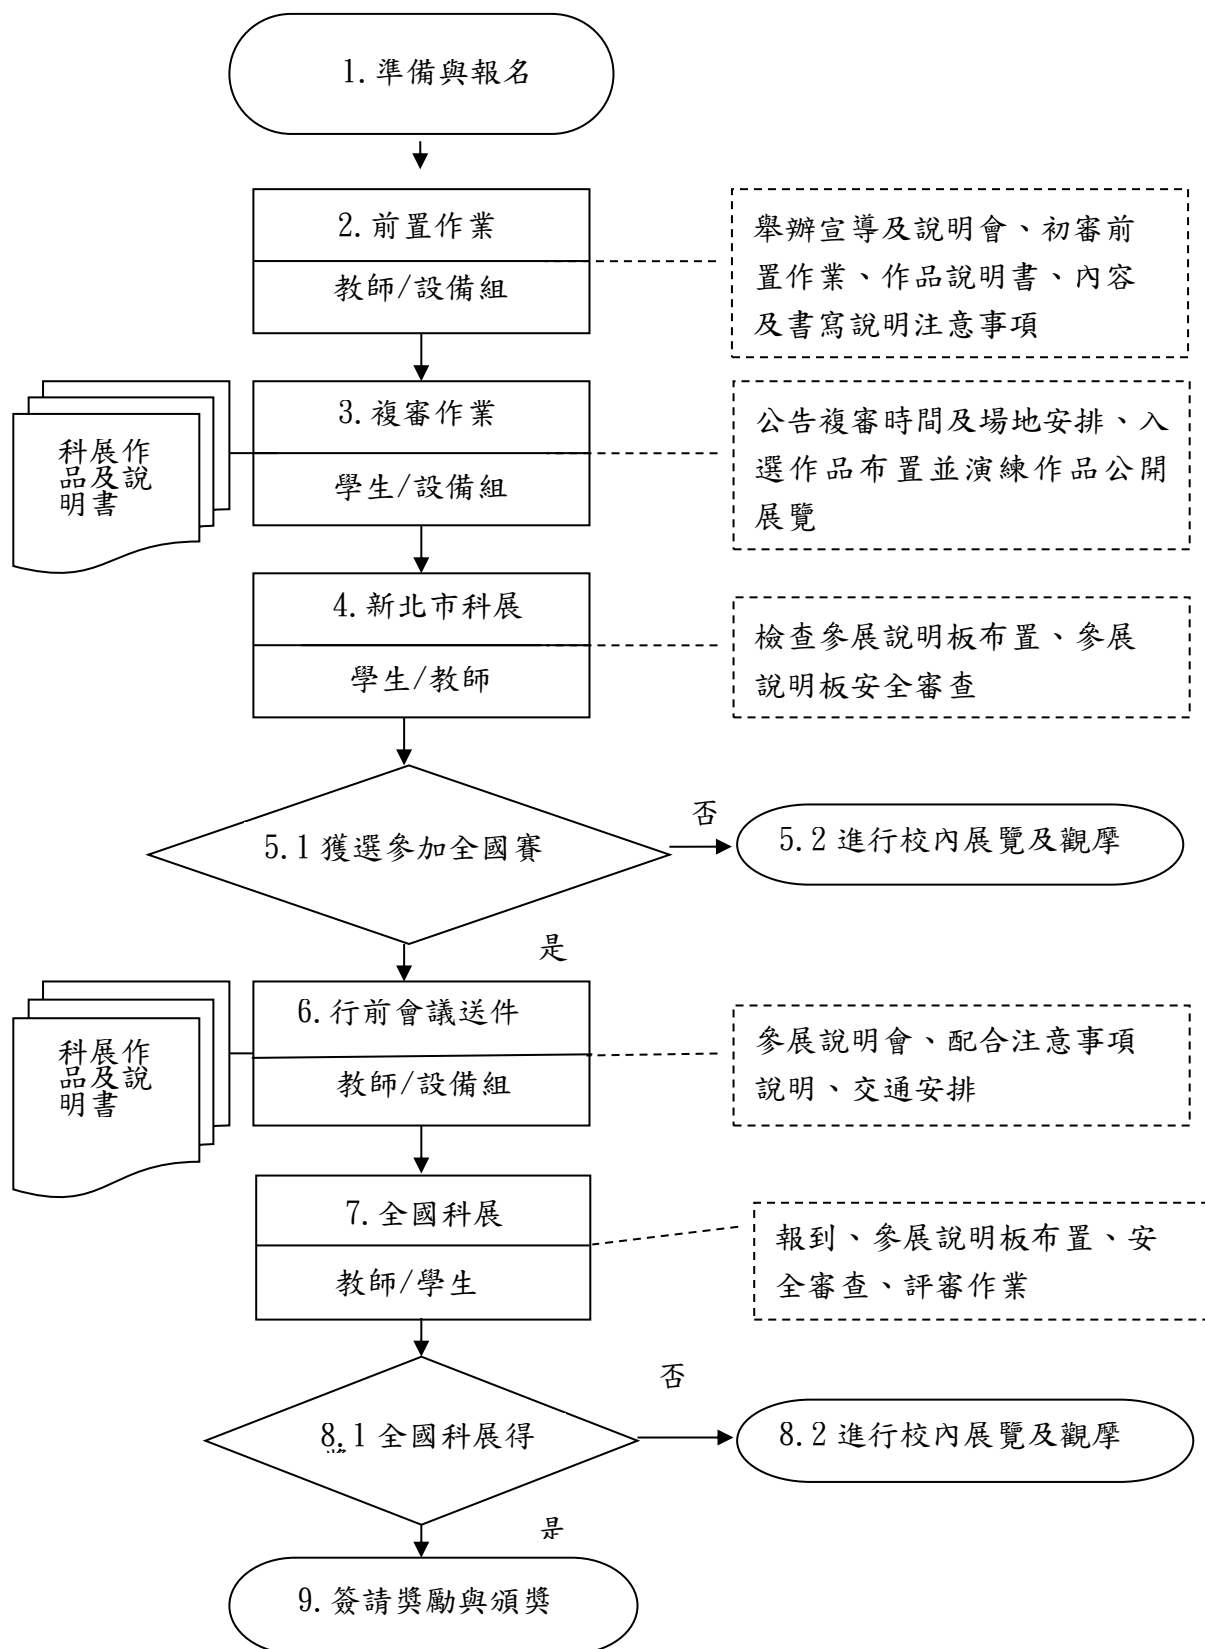 1.準備與報名
2.前置作業
教師/設備組
舉辦宣導及說明會、初審前
置作業、作品說明書、內容
及書寫說明注意事項
科展作
品及說
明書
3.複審作業
學生/設備組
公告複審時間及場地安排、入
選作品布置並演練作品公開
展覽
4.新北市科展
學生/教師
檢查參展說明板布置、參展
說明板安全審查
5.1獲選參加全國賽
否
5.2進行校內展覽及觀摩
是
科展作
品及說
明書
6.行前會議送件
教師/設備組
參展說明會、配合注意事項
說明、交通安排
7.全國科展
教師/學生
報到、參展說明板布置、安
全審查、評審作業
8.1全國科展得
否
8.2進行校內展覽及觀摩
是
9.簽請獎勵與頒獎